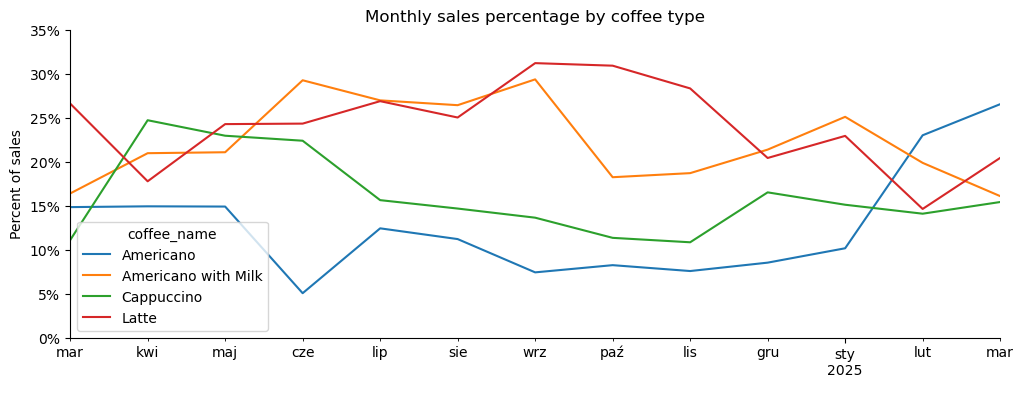 Monthly sales percentage by coffee type
Percent of sales
35%
30%
25%
20%
15%
10%
5%
0%
coffee_name
Americano
Americano with Milk
Cappuccino
Latte
mar kwi maj cze lip sie wrz paź lis gru sty lut mar
2025